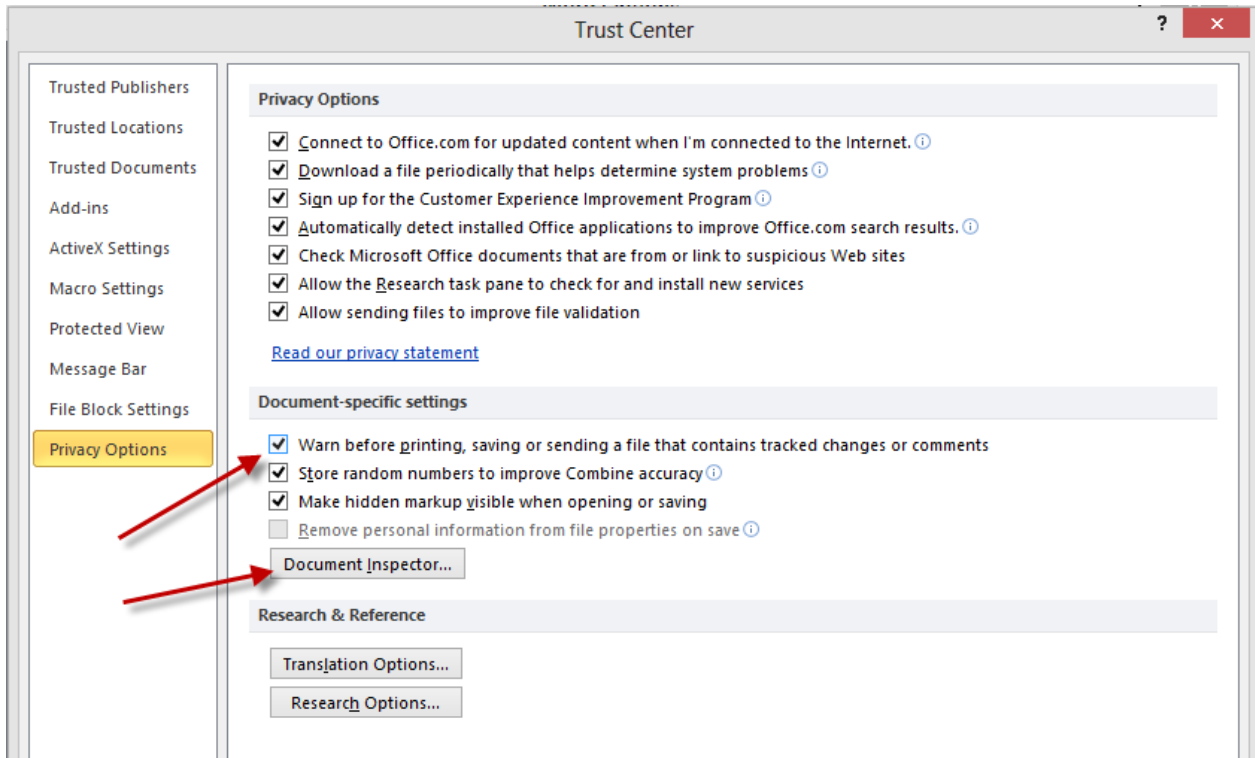 Trust Center
?
Trusted Publishers
Trusted Locations
Trusted Documents
Add-ins
ActiveX Settings
Macro Settings
Protected View
Message Bar
File Block Settings
Privacy Options
Privacy Options
Connect to Office.com for updated content when I'm connected to the Internet.
Download a file periodically that helps determine system problems
Sign up for the Customer Experience Improvement Program
Automatically detect installed Office applications to improve Office.com search results.
Check Microsoft Office documents that are from or link to suspicious Web sites
Allow the Research task pane to check for and install new services
Allow sending files to improve file validation
Read our privacy statement
Document-specific settings
Warn before printing, saving or sending a file that contains tracked changes or comments
Store random numbers to improve Combine accuracy
Make hidden markup visible when opening or saving
Remove personal information from file properties on save
Document Inspector...
Research & Reference
Translation Options...
Research Options...